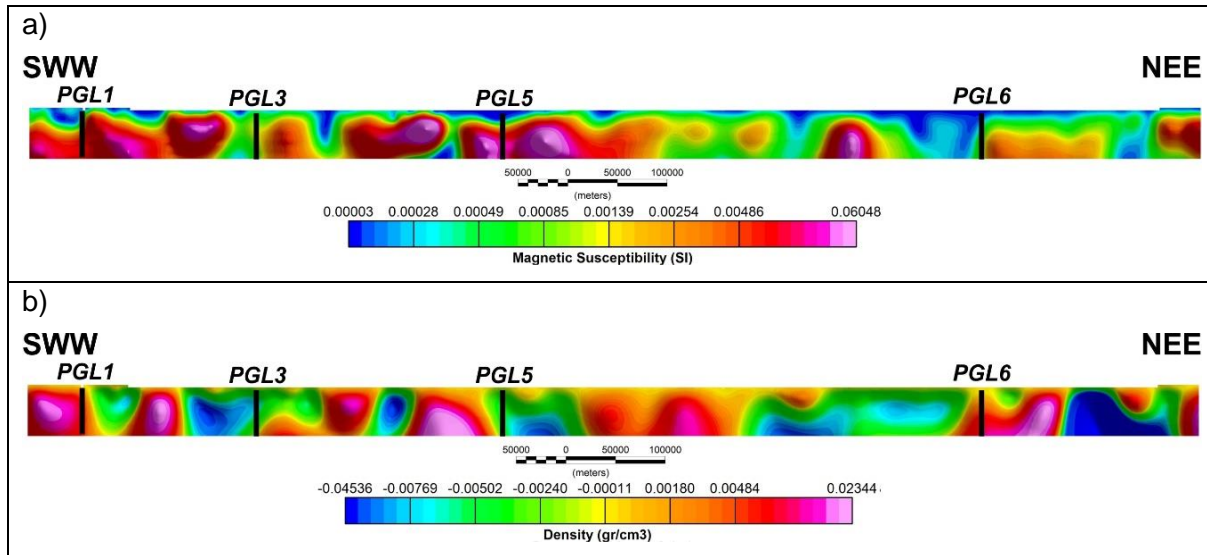 a)
SWW NEE
PGL1 PGL3 PGL5 PGL6
50000 0 50000 100000
(meters)
0.00003 0.00028 0.00049 0.00085 0.00139 0.00254 0.00486 0.06048
Magnetic Susceptibility (SI)
b)
SWW NEE
PGL1 PGL3 PGL5 PGL6
50000 0 50000 100000
(meters)
-0.04536 -0.00769 -0.00502 -0.00240 -0.00011 0.00180 0.00484 0.02344
Density (gr/cm3)